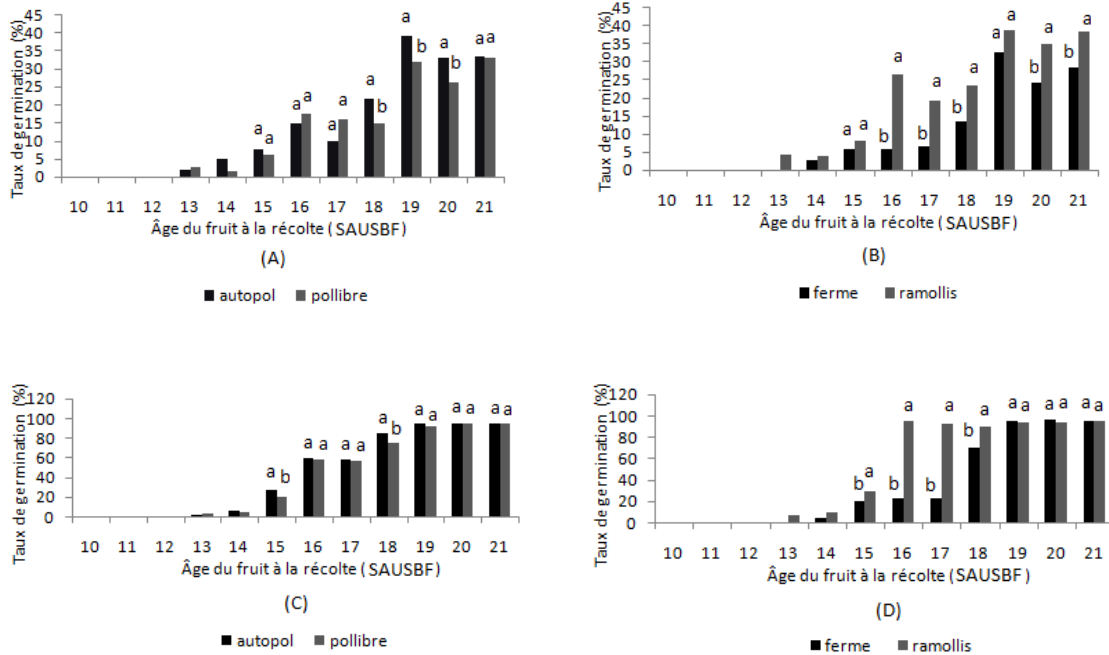 Taux de germination (%)
45
40
35
30
25
20
15
10
5
0
a a a a a a a b a b a b a a
10 11 12 13 14 15 16 17 18 19 20 21
Âge du fruit à la récolte (SAUSBF)
(A)
autopol pollibre
Taux de germination (%)
45
40
35
30
25
20
15
10
5
0
a a b a b a b a a a b a b a
10 11 12 13 14 15 16 17 18 19 20 21
Âge du fruit à la récolte (SAUSBF)
(B)
ferme ramollis
Taux de germination (%)
120
100
80
60
40
20
0
a b a a a a a b a a a a a a
10 11 12 13 14 15 16 17 18 19 20 21
Âge du fruit à la récolte (SAUSBF)
(C)
autopol pollibre
Taux de germination (%)
120
100
80
60
40
20
0
b a b a b a b a a a a a a a
10 11 12 13 14 15 16 17 18 19 20 21
Âge du fruit à la récolte (SAUSBF)
(D)
ferme ramollis